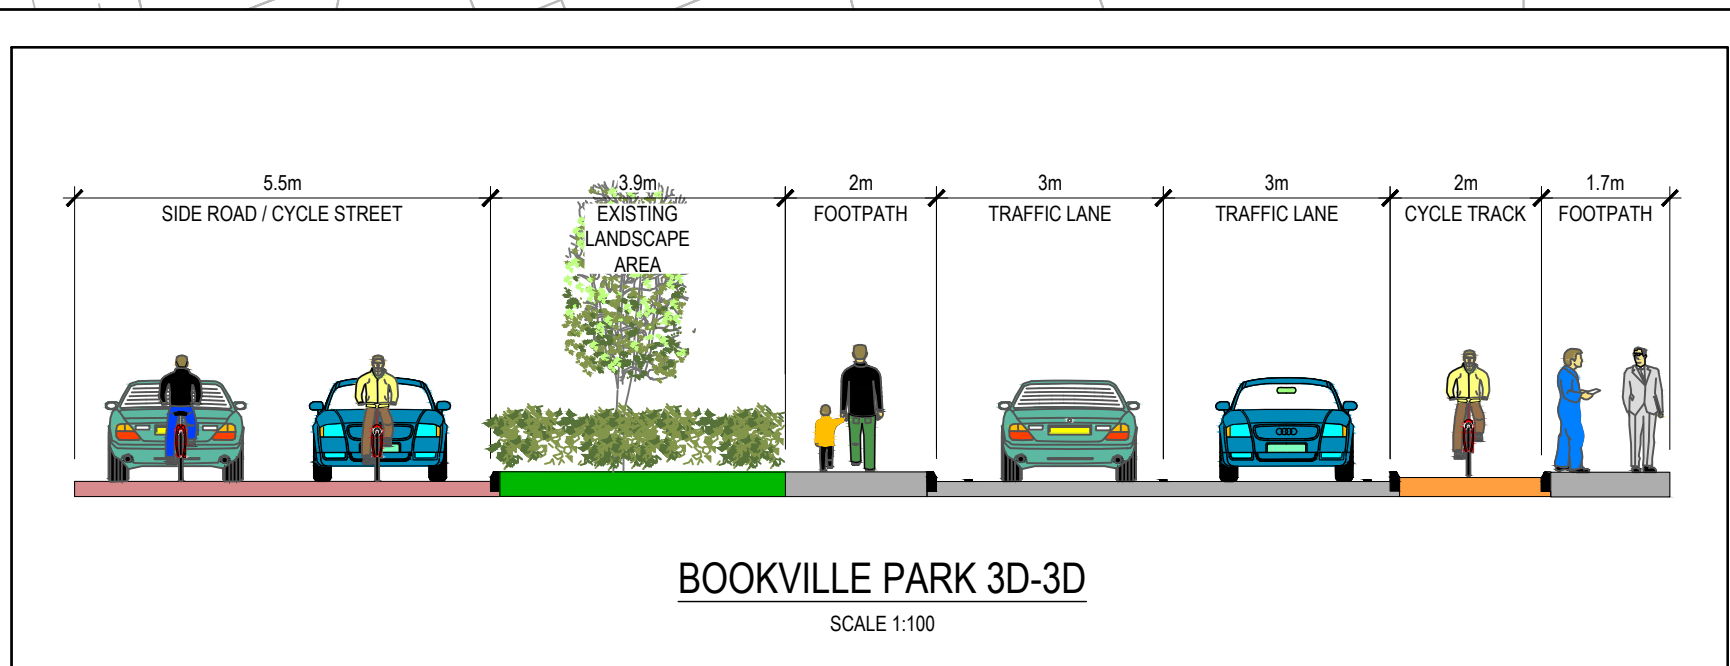 5.5m 3.9m 2m 3m 3m 2m 1.7m
SIDE ROAD / CYCLE STREET
EXISTING
LANDSCAPE
AREA
FOOTPATH
TRAFFIC LANE
TRAFFIC LANE
CYCLE TRACK
FOOTPATH
BOOKVILLE PARK 3D-3D
SCALE 1:100